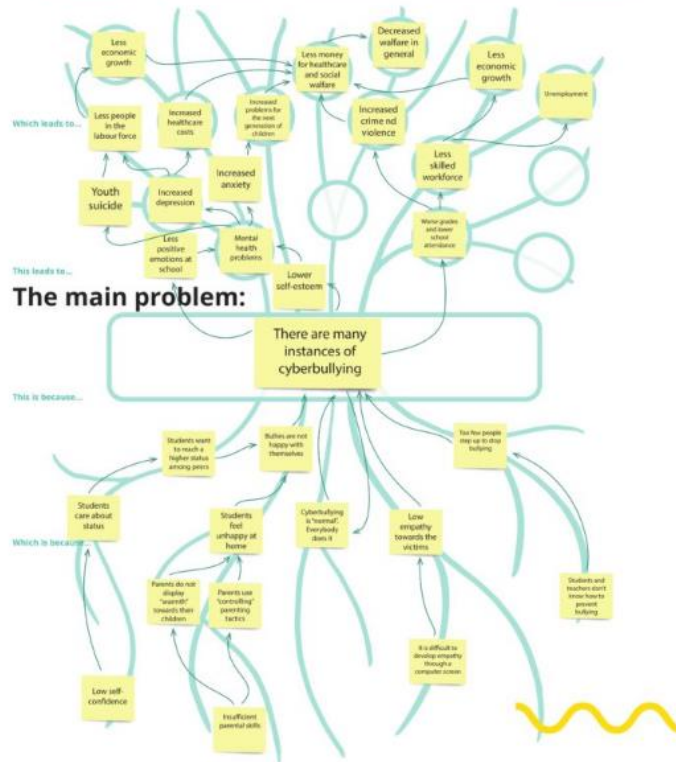 Less
economic
growth
Less money
for healthcare
and social
welfare
Decreased
welfare in
general
Less
economic
growth
Unemployment
Which leads to...
Less people
in the
labour force
Increased
healthcare
costs
Increased
problems for
the next
generation of
children
Increased
crime nd
violence
Less
skilled
workforce
Youth
suicide
Increased
depression
Increased
anxiety
Less
positive
emotions at
school
Mental
health
problems
Worse grades
and lower
school
attendance
Lower
self-esteem
This leads to...
The main problem:
There are many
instances of
cyberbullying
This is because...
Students want
to reach a
higher status
among peers
Bullies are not
happy with
themselves
Too few people
step up to stop
bullying
Students
care about
status
Students
feel
unhappy at
home
Cyberbullying
is "normal".
Everybody
does it
Low
empathy
towards the
victims
Which is because...
Parents do not
display
"warmth"
towards their
children
Parents use
"controlling"
parenting
tactics
Students and
teachers don't
know how to
prevent
bullying
It is difficult to
develop empathy
through a
computer screen
Low self-
confidence
Insufficient
parental skills